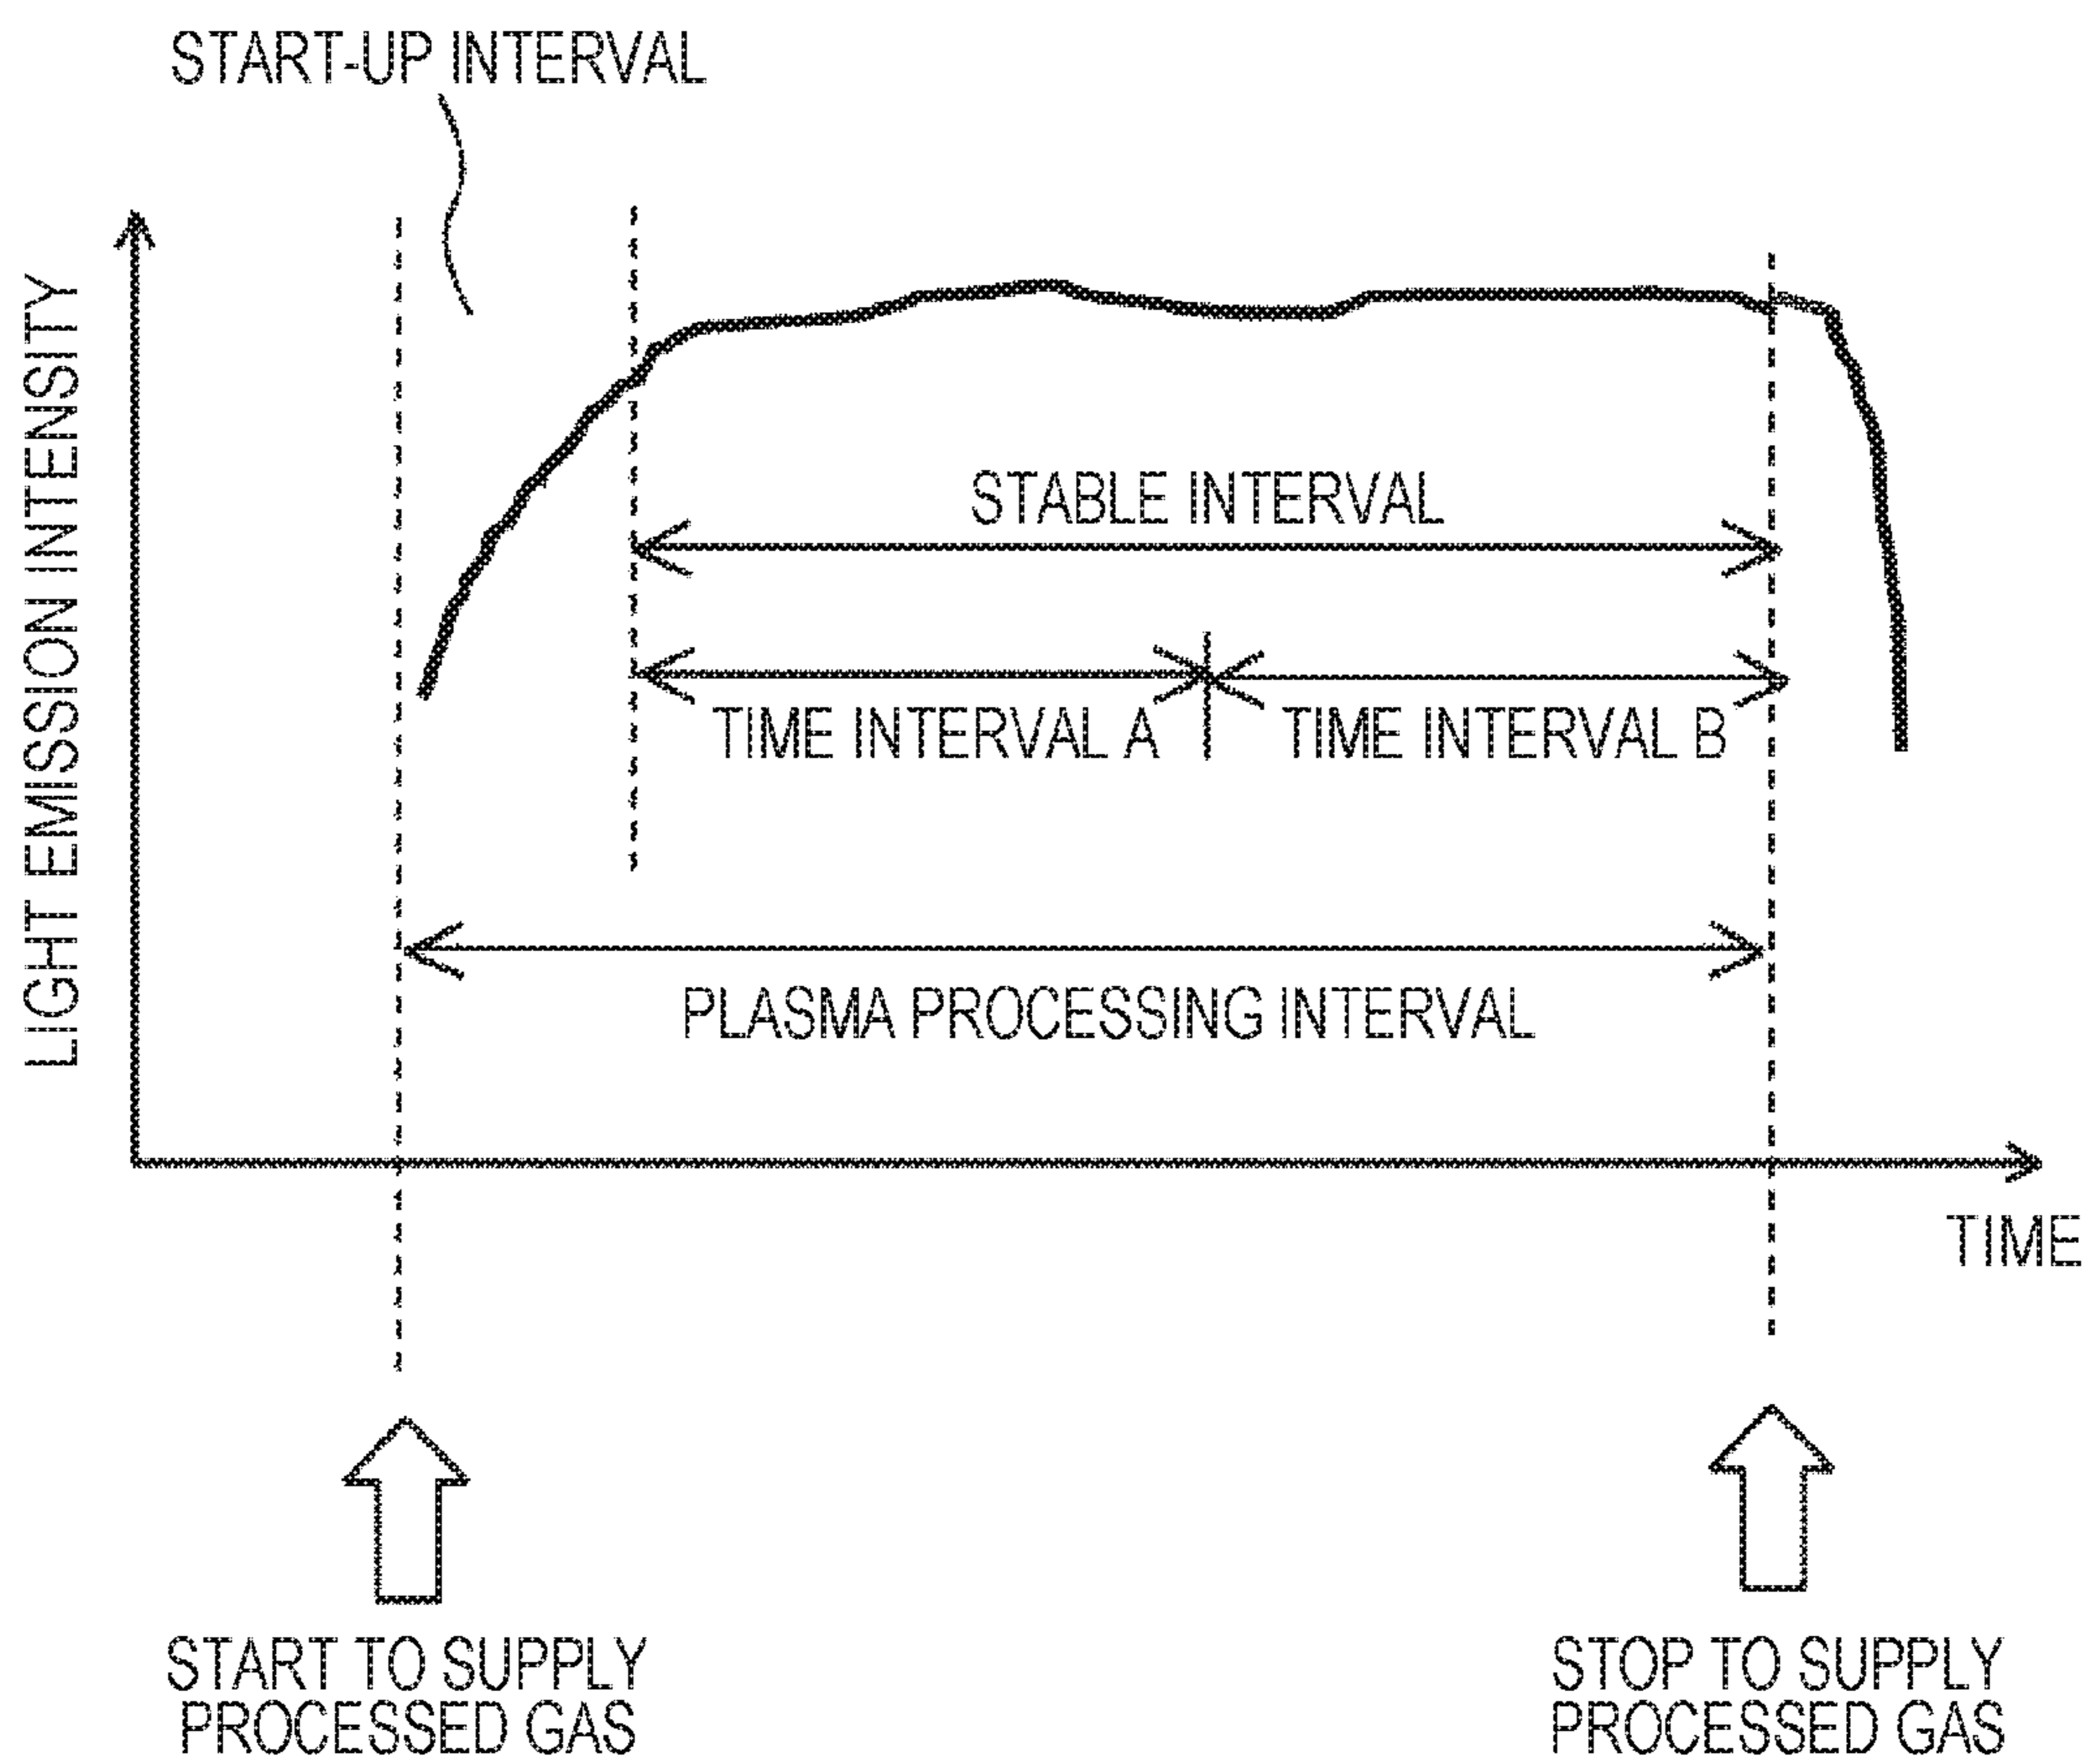 START-UP INTERVAL
LIGHT EMISSION INTENSITY
STABLE INTERVAL
TIME INTERVAL A
TIME INTERVAL B
PLASMA PROCESSING INTERVAL
TIME
START TO SUPPLY
PROCESSED GAS
STOP TO SUPPLY
PROCESSED GAS